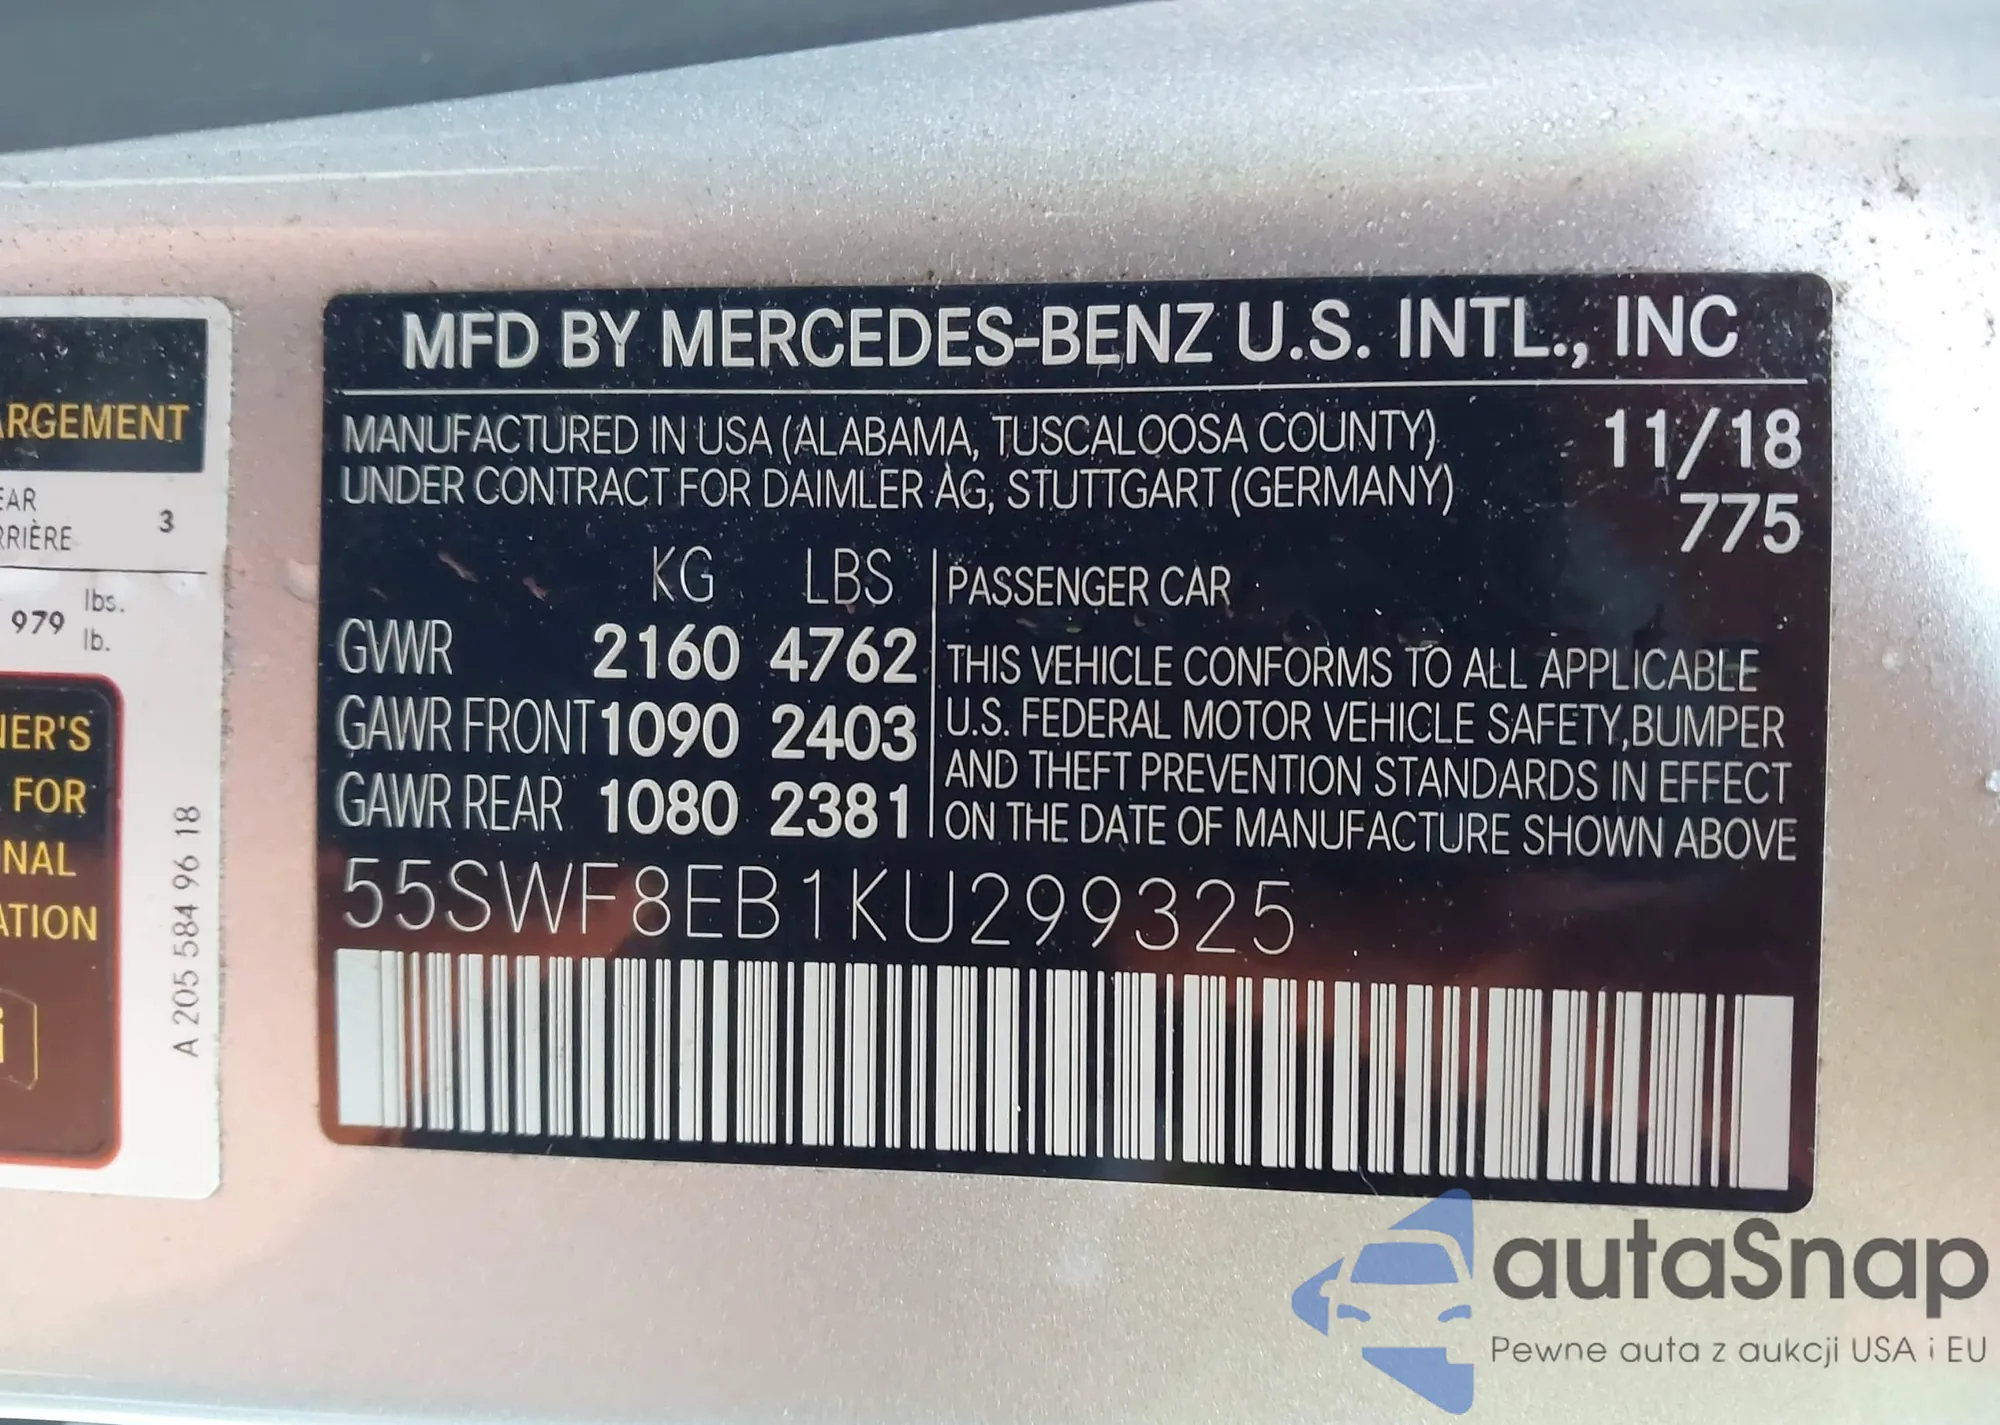 ARGEMENT
EAR
RRIÈRE 3
979 lbs.
lb.
NER'S
FOR
NAL
ATION
i
A 205 584 96 18
MFD BY MERCEDES-BENZ U.S. INTL., INC
MANUFACTURED IN USA (ALABAMA, TUSCALOOSA COUNTY) 11/18
UNDER CONTRACT FOR DAIMLER AG, STUTTGART (GERMANY) 775
KG LBS
GVWR 2160 4762
GAWR FRONT 1090 2403
GAWR REAR 1080 2381
PASSENGER CAR
THIS VEHICLE CONFORMS TO ALL APPLICABLE
U.S. FEDERAL MOTOR VEHICLE SAFETY,BUMPER
AND THEFT PREVENTION STANDARDS IN EFFECT
ON THE DATE OF MANUFACTURE SHOWN ABOVE
55SWF8EB1KU299325
autaSnap
Pewne auta z aukcji USA i EU